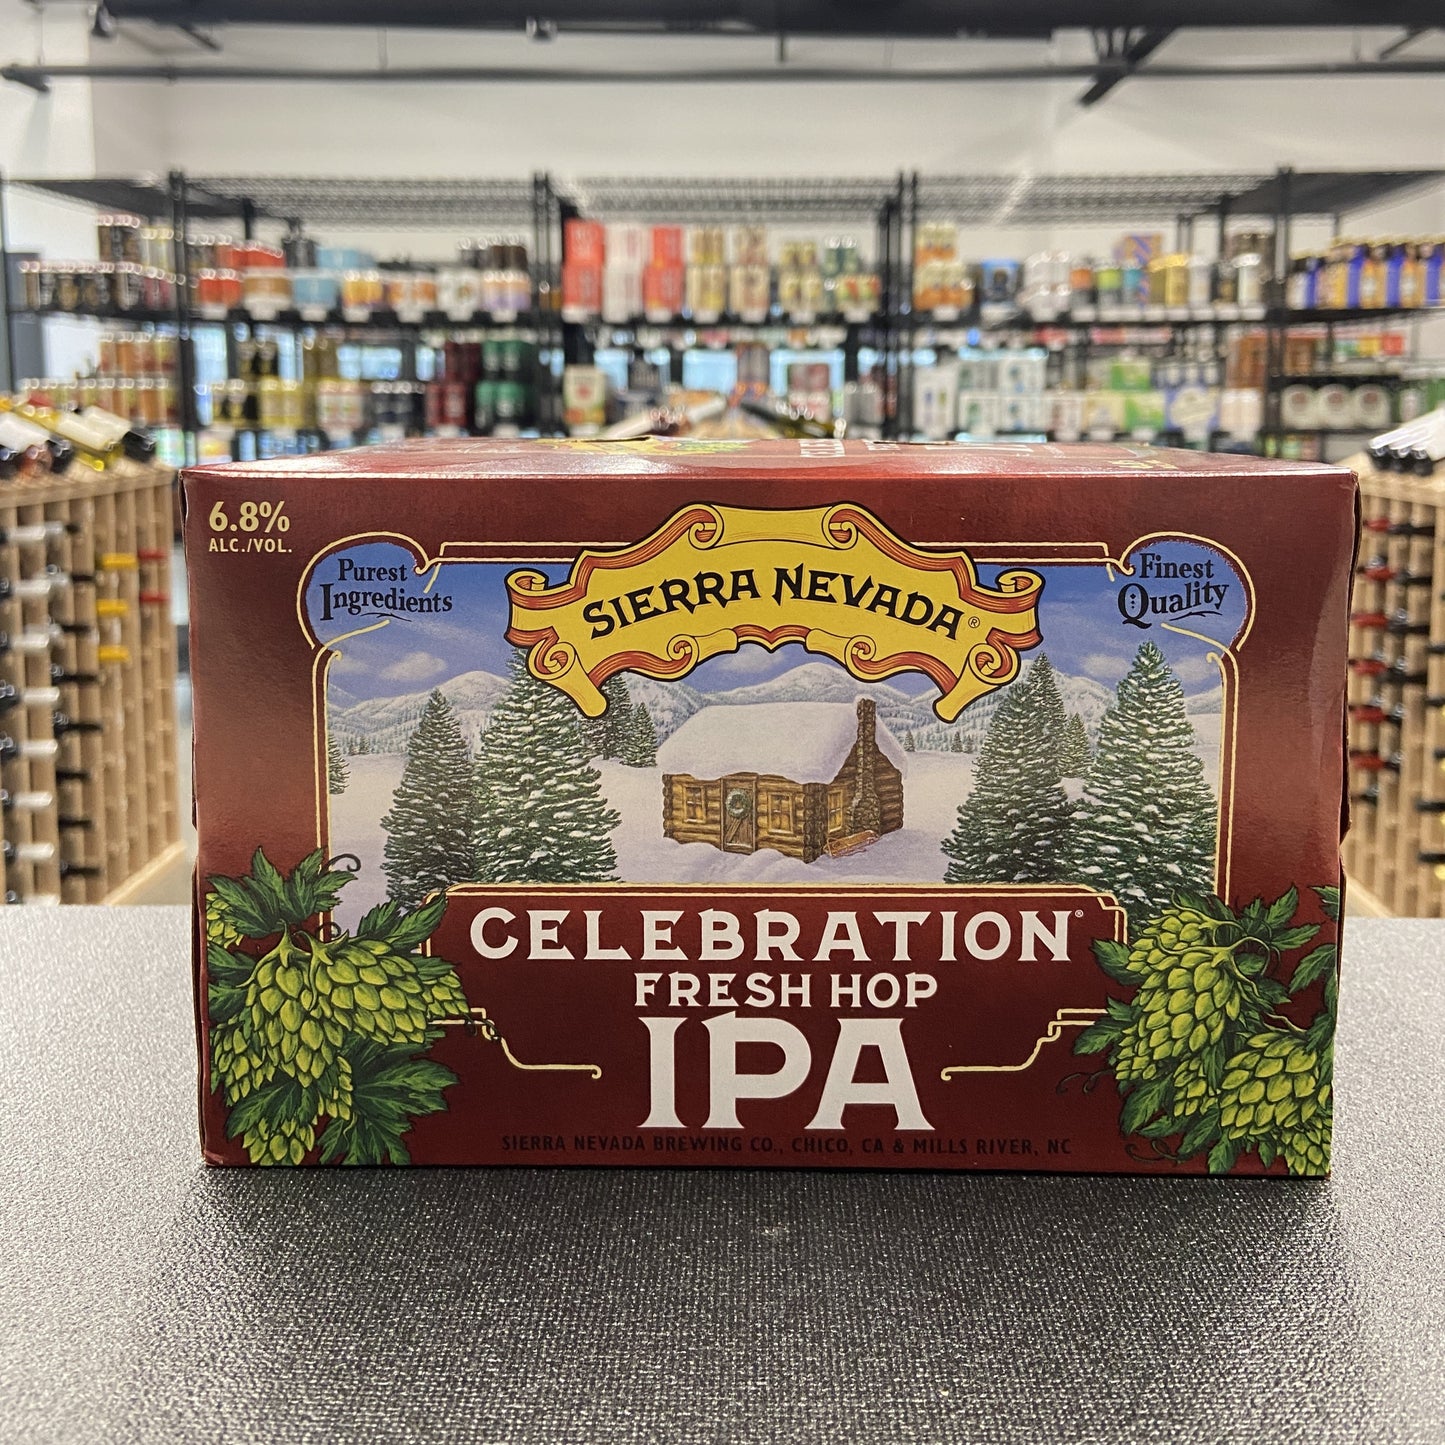 6.8%
ALC./VOL.
Purest
Ingredients
SIERRA NEVADA®
Finest
Quality
CELEBRATION®
FRESH HOP
IPA
SIERRA NEVADA BREWING CO., CHICO, CA & MILLS RIVER, NC